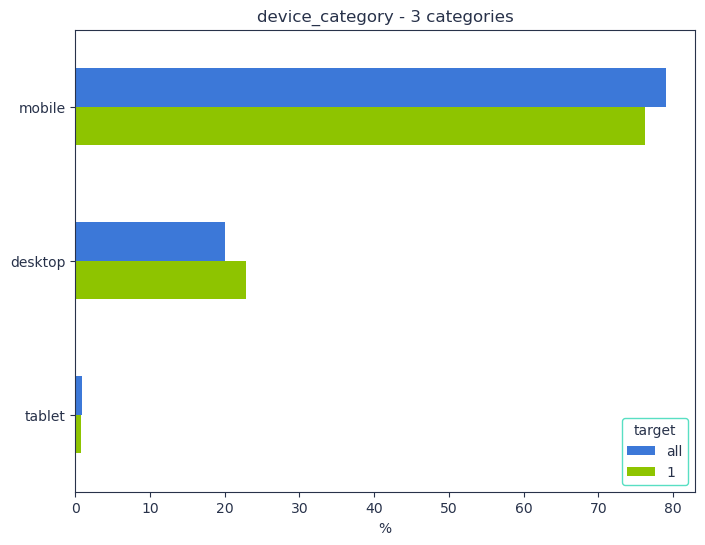 device_category - 3 categories
mobile
desktop
tablet
target
all
1
0 10 20 30 40 50 60 70 80
%